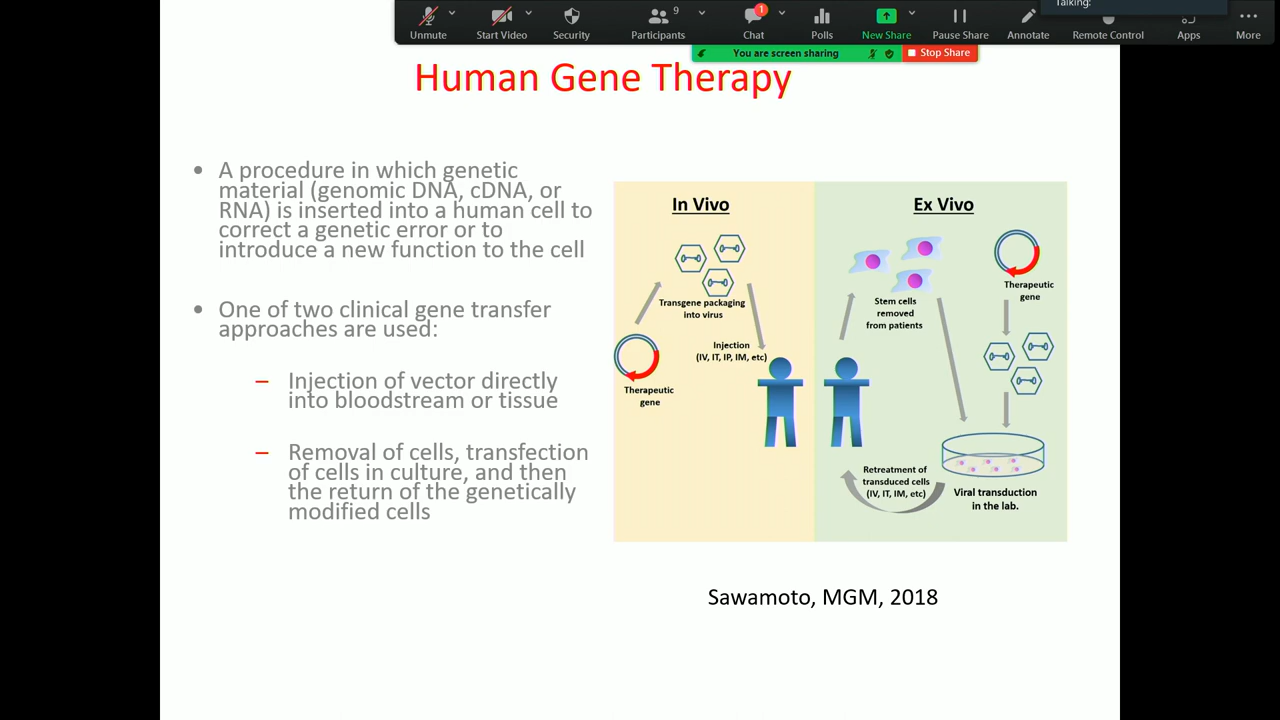 Talking:
9
1
Unmute
Start Video
Security
Participants
Chat
Polls
New Share
Pause Share
Annotate
Remote Control
Apps
More
You are screen sharing
Stop Share
Human Gene Therapy
• A procedure in which genetic
material (genomic DNA, cDNA, or
RNA) is inserted into a human cell to
correct a genetic error or to
introduce a new function to the cell
• One of two clinical gene transfer
approaches are used:
– Injection of vector directly
into bloodstream or tissue
– Removal of cells, transfection
of cells in culture, and then
the return of the genetically
modified cells
In Vivo
Transgene packaging
into virus
Injection
(IV, IT, IP, IM, etc)
Therapeutic
gene
Ex Vivo
Stem cells
removed
from patients
Therapeutic
gene
Retreatment of
transduced cells
(IV, IT, IM, etc)
Viral transduction
in the lab.
Sawamoto, MGM, 2018